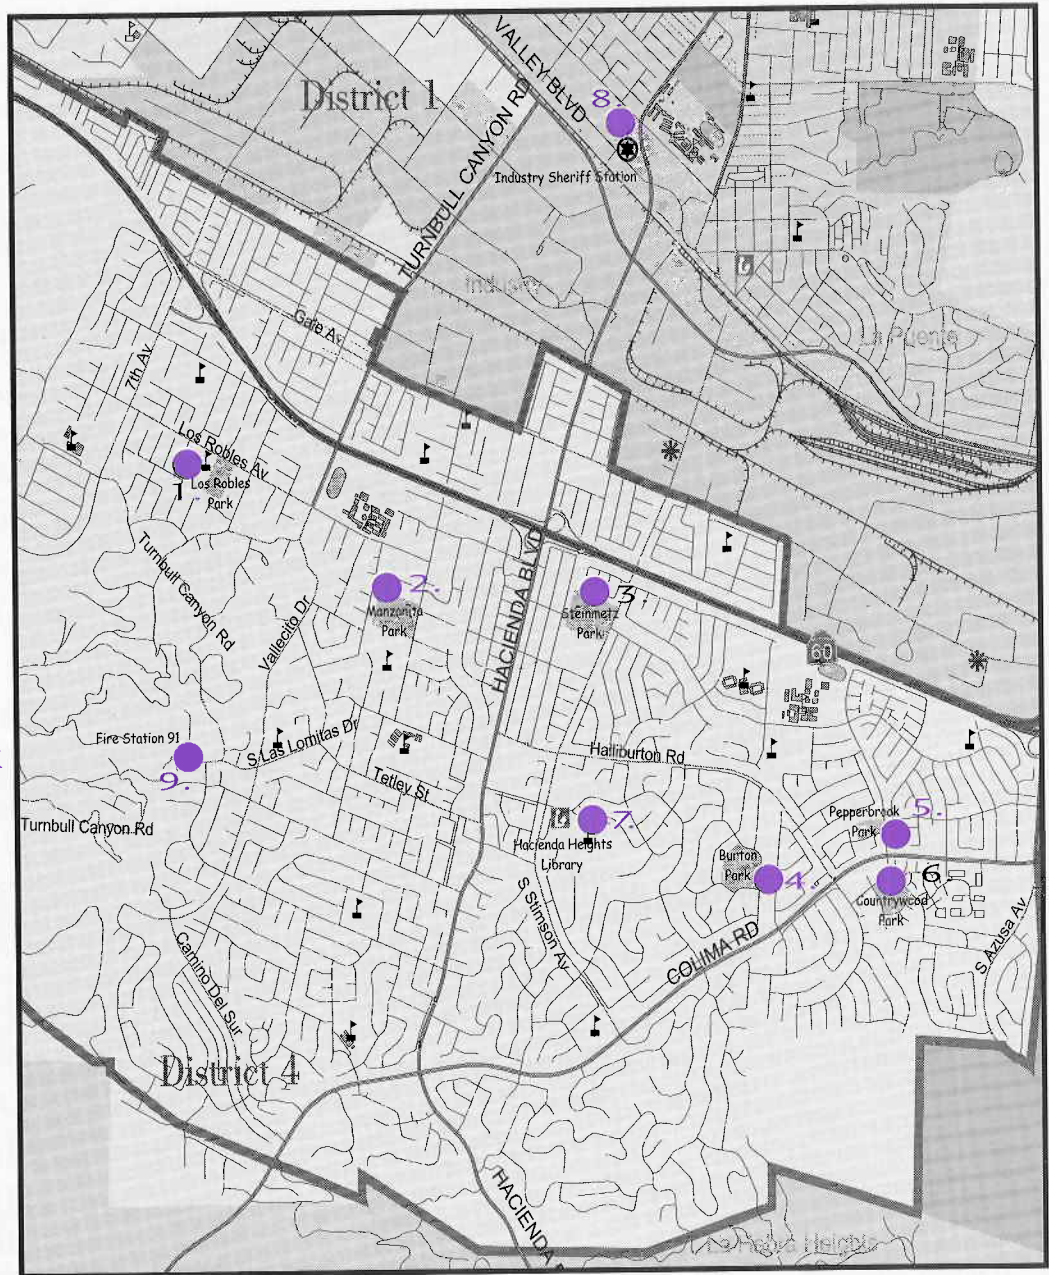 District 1
VALLEY BLVD
8.
TURNBULL CANYON RD
Industry Sheriff Station
Industry
La Puente
Gale Av
7th Av
Los Robles Av
1.
Los Robles
Park
Turnbull Canyon Rd
Vallecito Dr
2.
Manzanita
Park
HACIENDA BLVD
3.
Steinmetz
Park
60
Fire Station 91
9.
S Las Lomitas Dr
Tetley St
Halliburton Rd
Turnbull Canyon Rd
7.
Hacienda Heights
Library
Pepperbrook
Park
5.
Burton
Park
4.
6.
Countrywood
Park
S Stimson Av
COLIMA RD
S Azusa Av
Camino Del Sur
District 4
HACIENDA
La Habra Heights